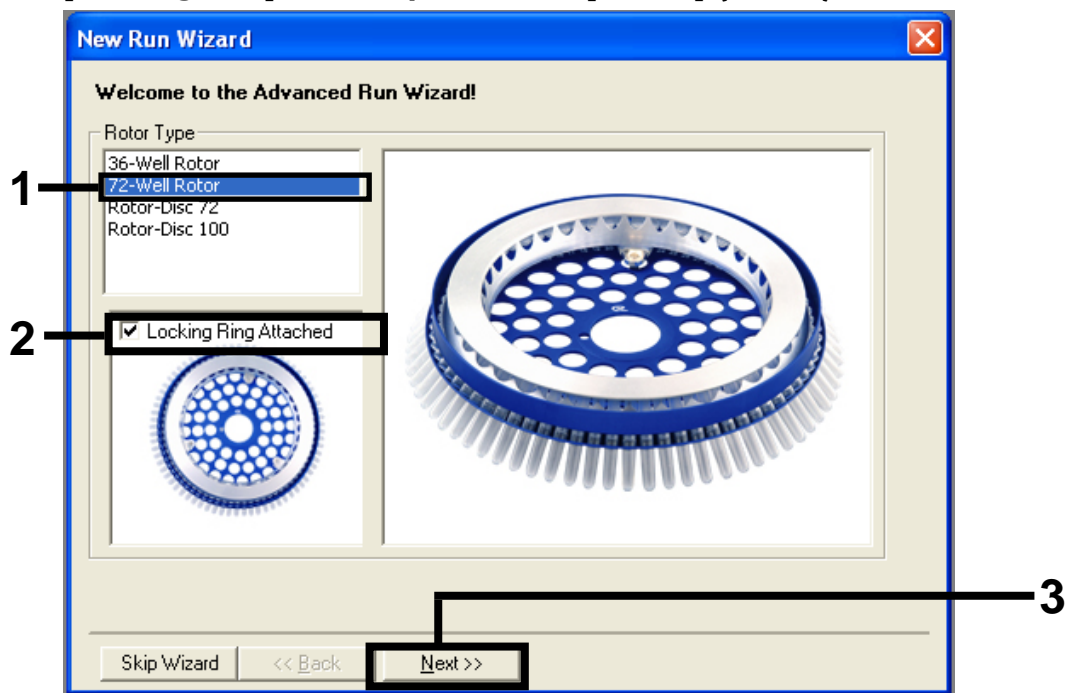 New Run Wizard
Welcome to the Advanced Run Wizard!
Rotor Type
36-Well Rotor
1
72-Well Rotor
Rotor-Disc 72
Rotor-Disc 100
2
Locking Ring Attached
3
Skip Wizard
<< Back
Next >>